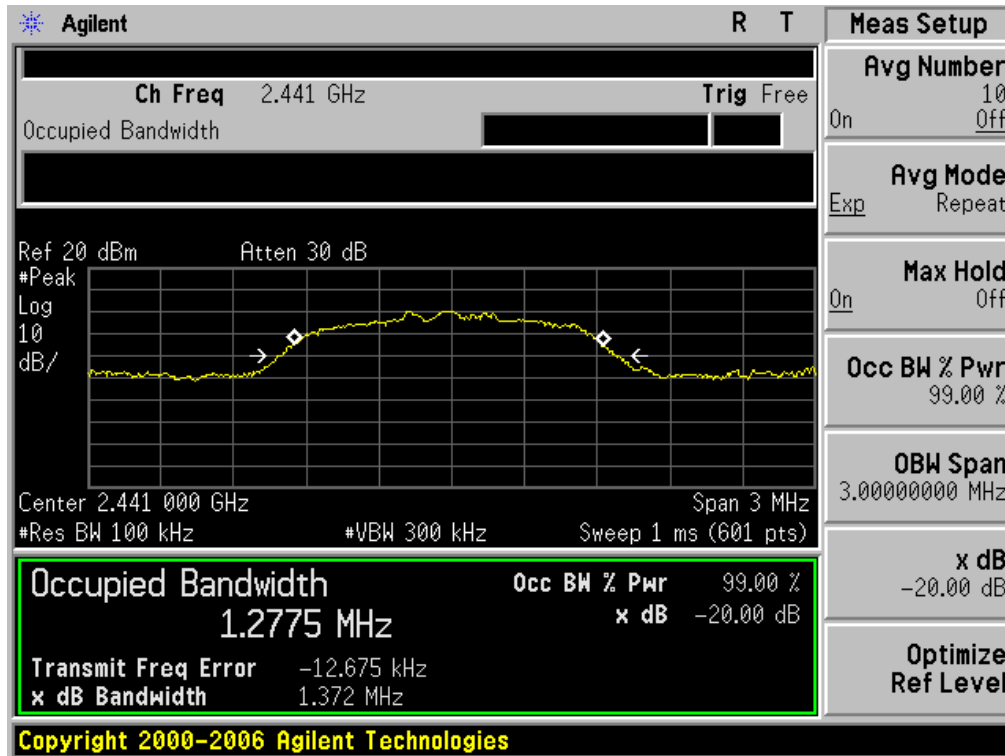 Agilent R T
Ch Freq 2.441 GHz Trig Free
Occupied Bandwidth
Ref 20 dBm Atten 30 dB
#Peak
Log
10
dB/
Center 2.441 000 GHz Span 3 MHz
#Res BW 100 kHz #VBW 300 kHz Sweep 1 ms (601 pts)
Occupied Bandwidth Occ BW % Pwr 99.00 %
1.2775 MHz x dB -20.00 dB
Transmit Freq Error -12.675 kHz
x dB Bandwidth 1.372 MHz
Copyright 2000-2006 Agilent Technologies
Meas Setup
Avg Number
10
On Off
Avg Mode
Exp Repeat
Max Hold
On Off
Occ BW % Pwr
99.00 %
OBW Span
3.00000000 MHz
x dB
-20.00 dB
Optimize
Ref Level